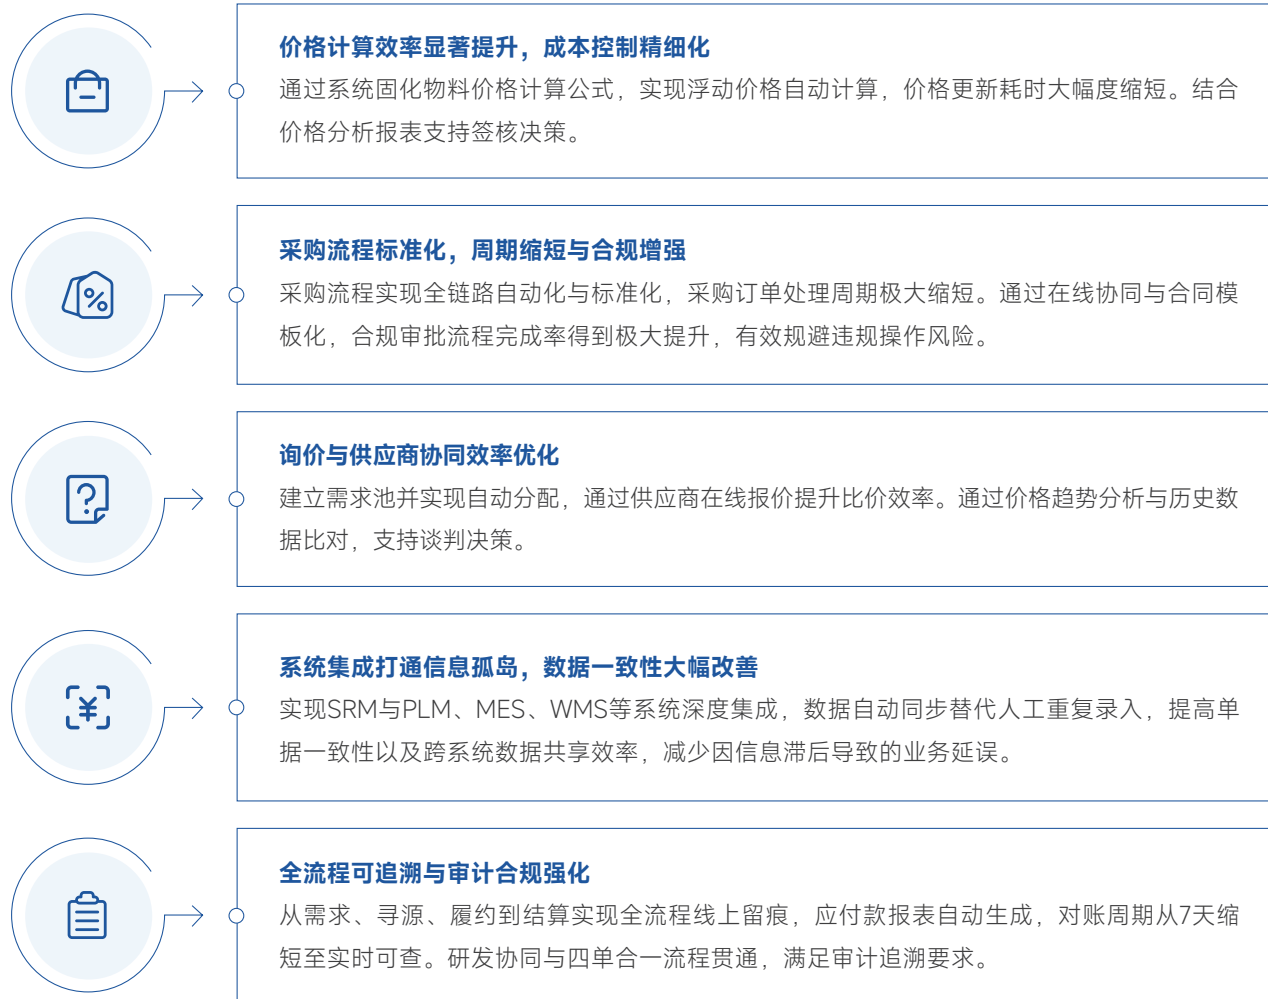 价格计算效率显著提升，成本控制精细化
通过系统固化物料价格计算公式，实现浮动价格自动计算，价格更新耗时大幅度缩短。结合
价格分析报表支持签核决策。
采购流程标准化，周期缩短与合规增强
采购流程实现全链路自动化与标准化，采购订单处理周期极大缩短。通过在线协同与合同模
板化，合规审批流程完成率得到极大提升，有效规避违规操作风险。
询价与供应商协同效率优化
建立需求池并实现自动分配，通过供应商在线报价提升比价效率。通过价格趋势分析与历史数
据比对，支持谈判决策。
系统集成打通信息孤岛，数据一致性大幅改善
实现SRM与PLM、MES、WMS等系统深度集成，数据自动同步替代人工重复录入，提高单
据一致性以及跨系统数据共享效率，减少因信息滞后导致的业务延误。
全流程可追溯与审计合规强化
从需求、寻源、履约到结算实现全流程线上留痕，应付款报表自动生成，对账周期从7天缩
短至实时可查。研发协同与四单合一流程贯通，满足审计追溯要求。